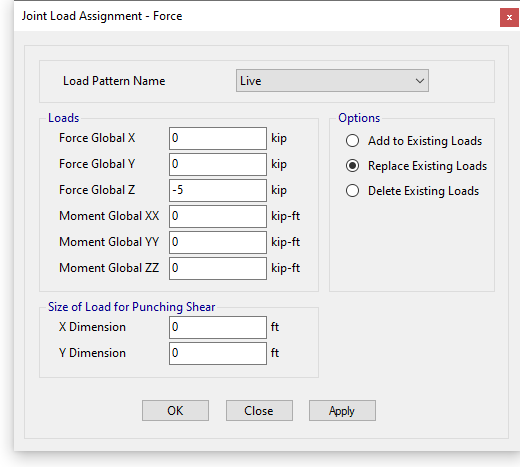 Joint Load Assignment - Force
x
Load Pattern Name Live
Loads
Force Global X 0 kip
Force Global Y 0 kip
Force Global Z -5 kip
Moment Global XX 0 kip-ft
Moment Global YY 0 kip-ft
Moment Global ZZ 0 kip-ft
Options
Add to Existing Loads
Replace Existing Loads
Delete Existing Loads
Size of Load for Punching Shear
X Dimension 0 ft
Y Dimension 0 ft
OK Close Apply